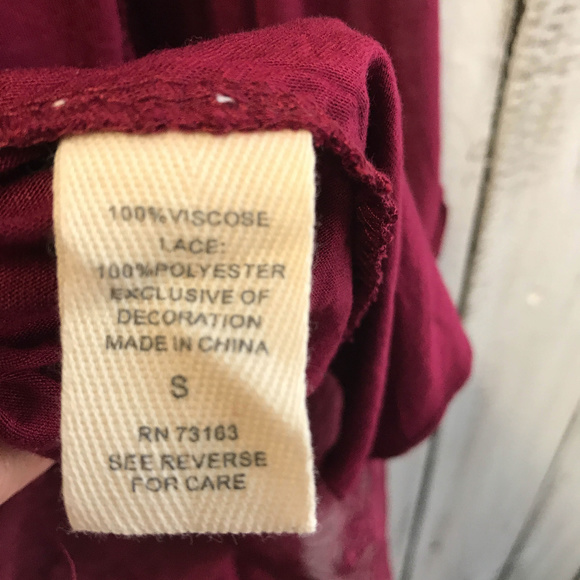 100%VISCOSE
LACE:
100%POLYESTER
EXCLUSIVE OF
DECORATION
MADE IN CHINA
S
RN 73163
SEE REVERSE
FOR CARE